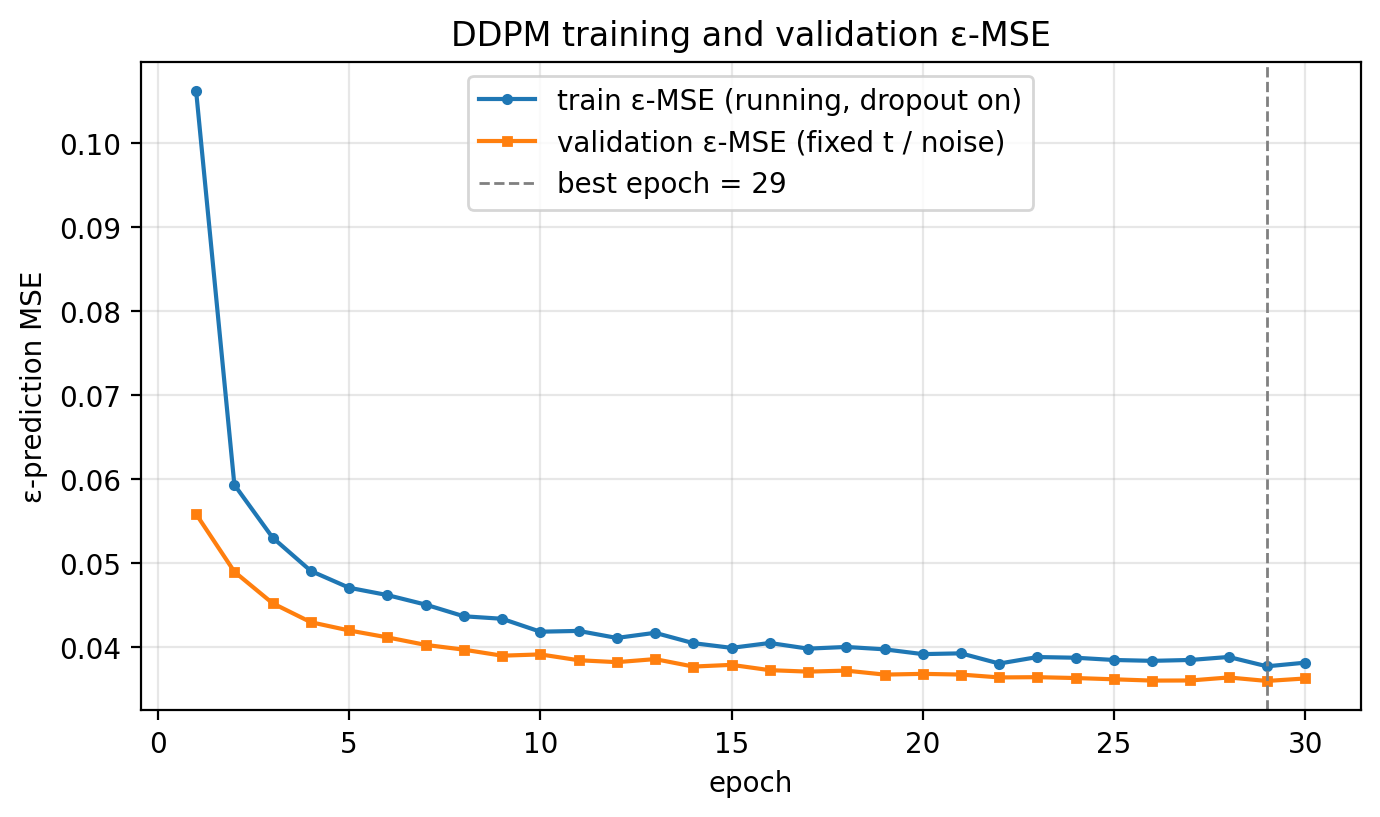 DDPM training and validation ε-MSE
train ε-MSE (running, dropout on)
validation ε-MSE (fixed t / noise)
best epoch = 29
ε-prediction MSE
0.10
0.09
0.08
0.07
0.06
0.05
0.04
0
5
10
15
20
25
30
epoch